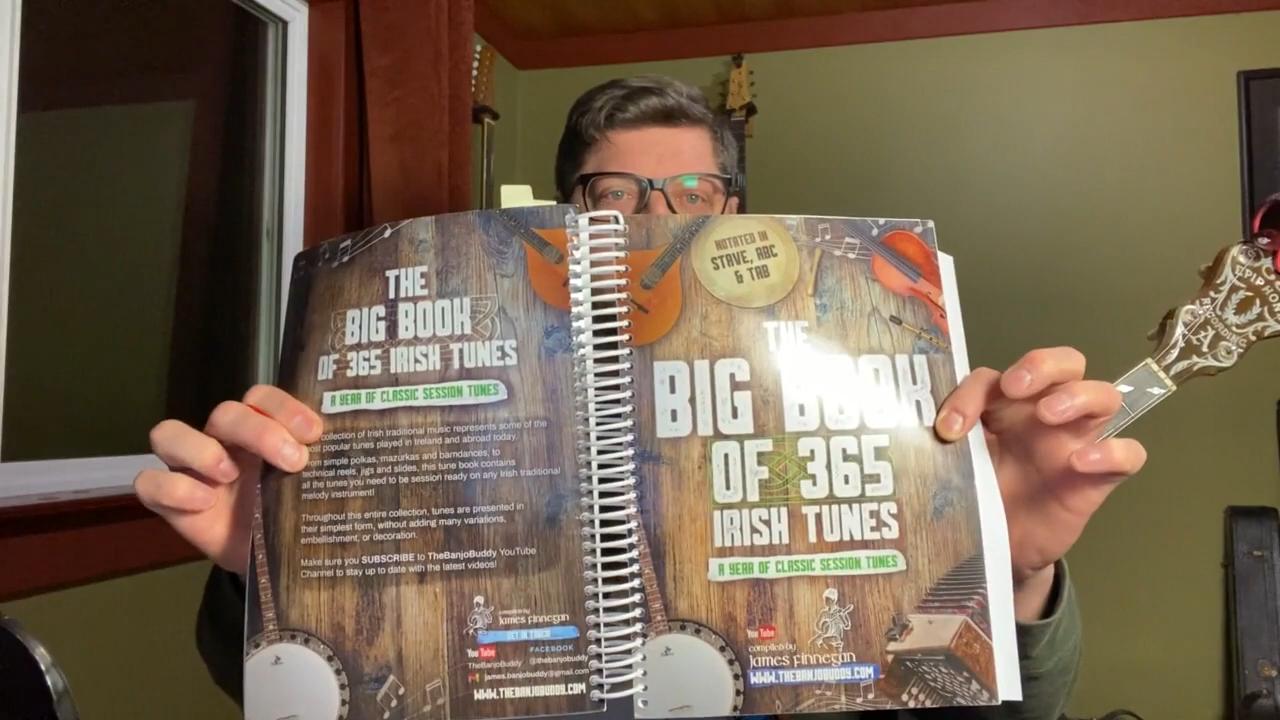 THE
BIG BOOK
OF 365 IRISH TUNES
A YEAR OF CLASSIC SESSION TUNES
collection of Irish traditional music represents some of the
most popular tunes played in Ireland and abroad today.
From simple polkas, mazurkas and barndances, to
technical reels, jigs and slides, this tune book contains
all the tunes you need to be session ready on any Irish traditional
melody instrument!
Throughout this entire collection, tunes are presented in
their simplest form, without adding many variations,
embellishment, or decoration.
Make sure you SUBSCRIBE to TheBanjoBuddy YouTube
Channel to stay up to date with the latest videos!
compiled by
James Finnegan
GET IN TOUCH
YouTube FACEBOOK
TheBanjoBuddy @thebanjobuddy
james.banjobuddy@gmail.com
WWW.THEBANJOBUDDY.COM
NOTATED IN
STAVE, ABC
& TAB
THE
BIG BOOK
OF 365
IRISH TUNES
A YEAR OF CLASSIC SESSION TUNES
YouTube
compiled by
James Finnegan
WWW.THEBANJOBUDDY.COM
EPIPHONE
RECORDING
A